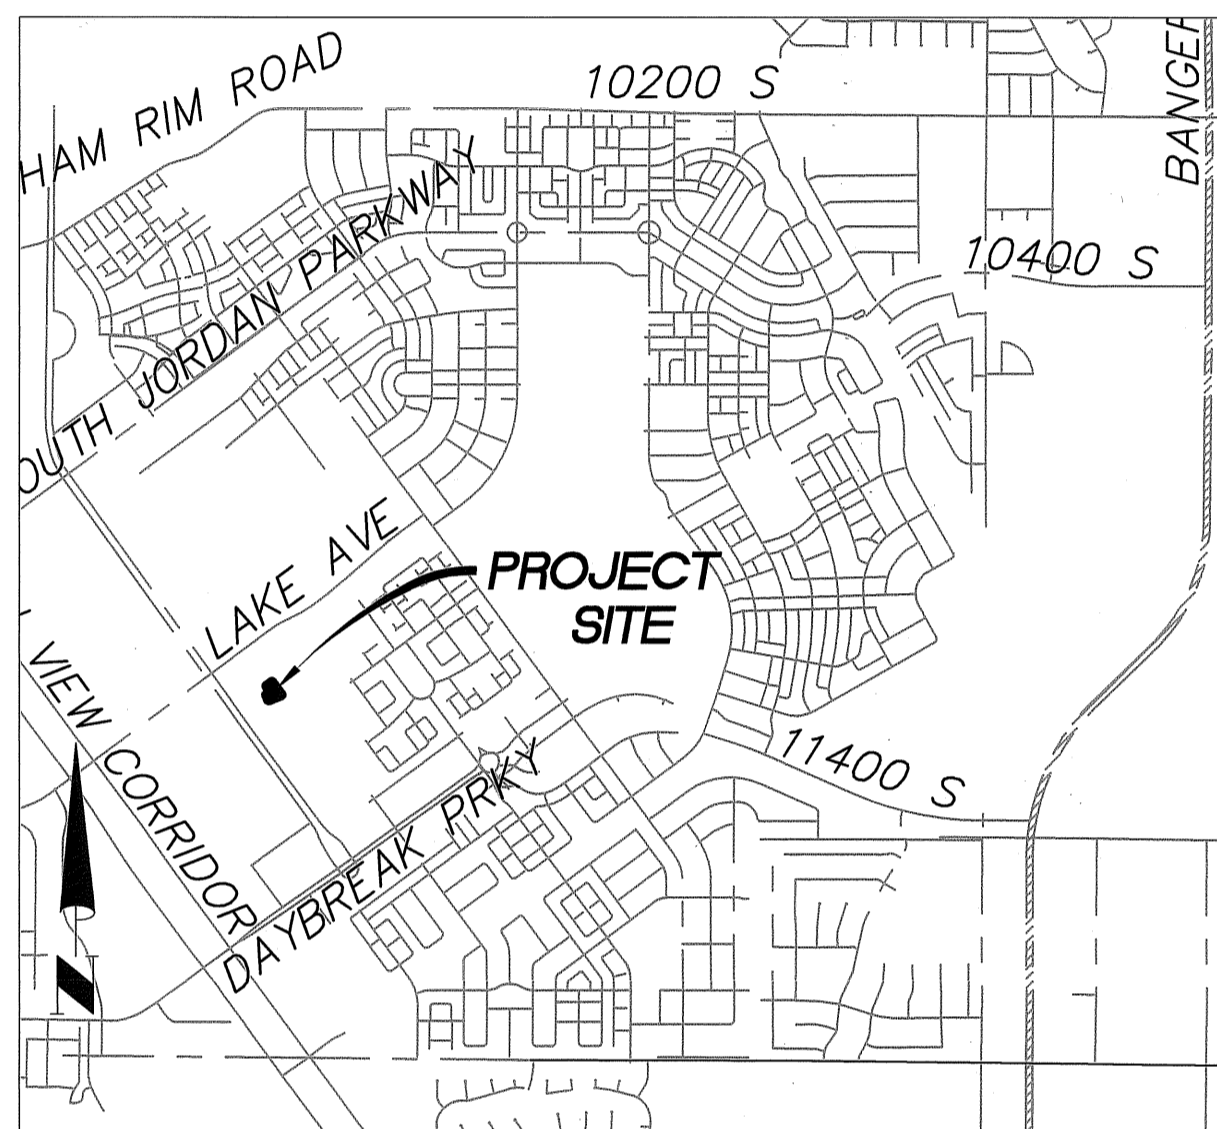 HAM RIM ROAD
10200 S
BANGER
SOUTH JORDAN PARKWAY
10400 S
LAKE AVE
PROJECT
SITE
VIEW CORRIDOR
11400 S
DAYBREAK PRKY
N